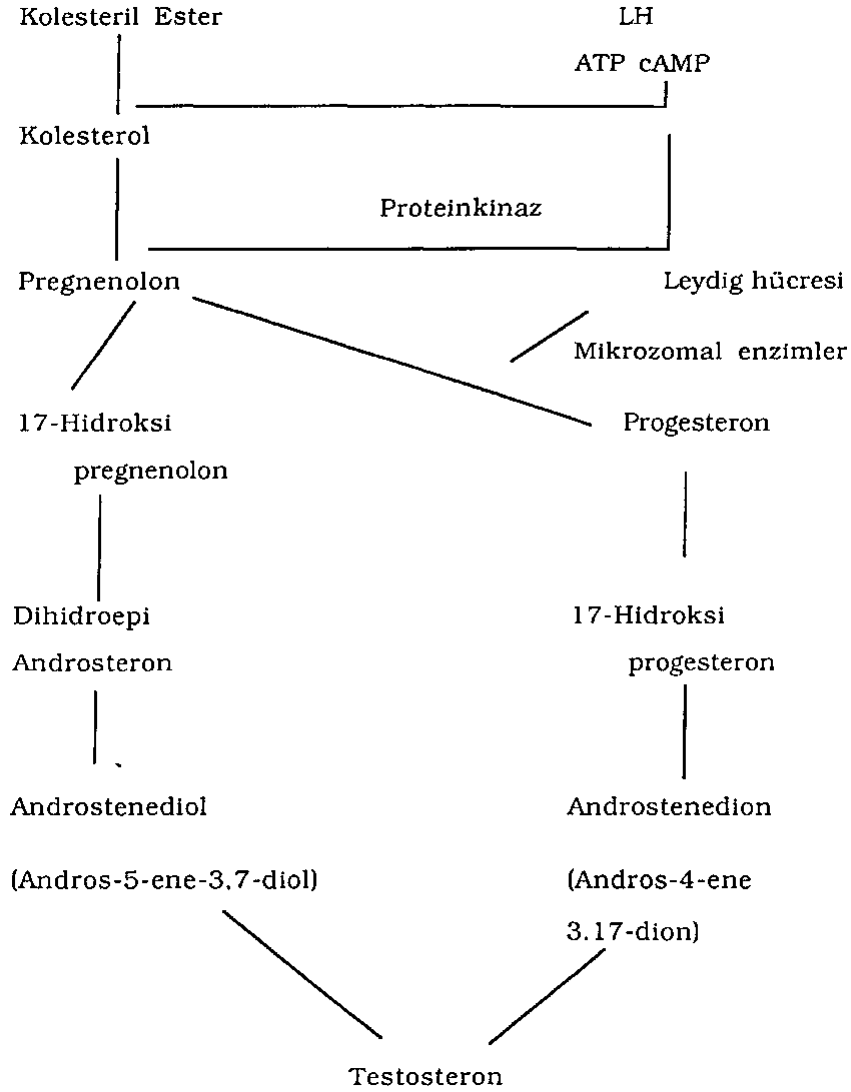 Kolesteril Ester
LH
ATP cAMP
Kolesterol
Proteinkinaz
Pregnenolon
Leydig hücresi
Mikrozomal enzimler
17-Hidroksi
pregnenolon
Progesteron
Dihidroepi
Androsteron
17-Hidroksi
progesteron
Androstenediol
(Andros-5-ene-3,7-diol)
Androstenedion
(Andros-4-ene
3.17-dion)
Testosteron